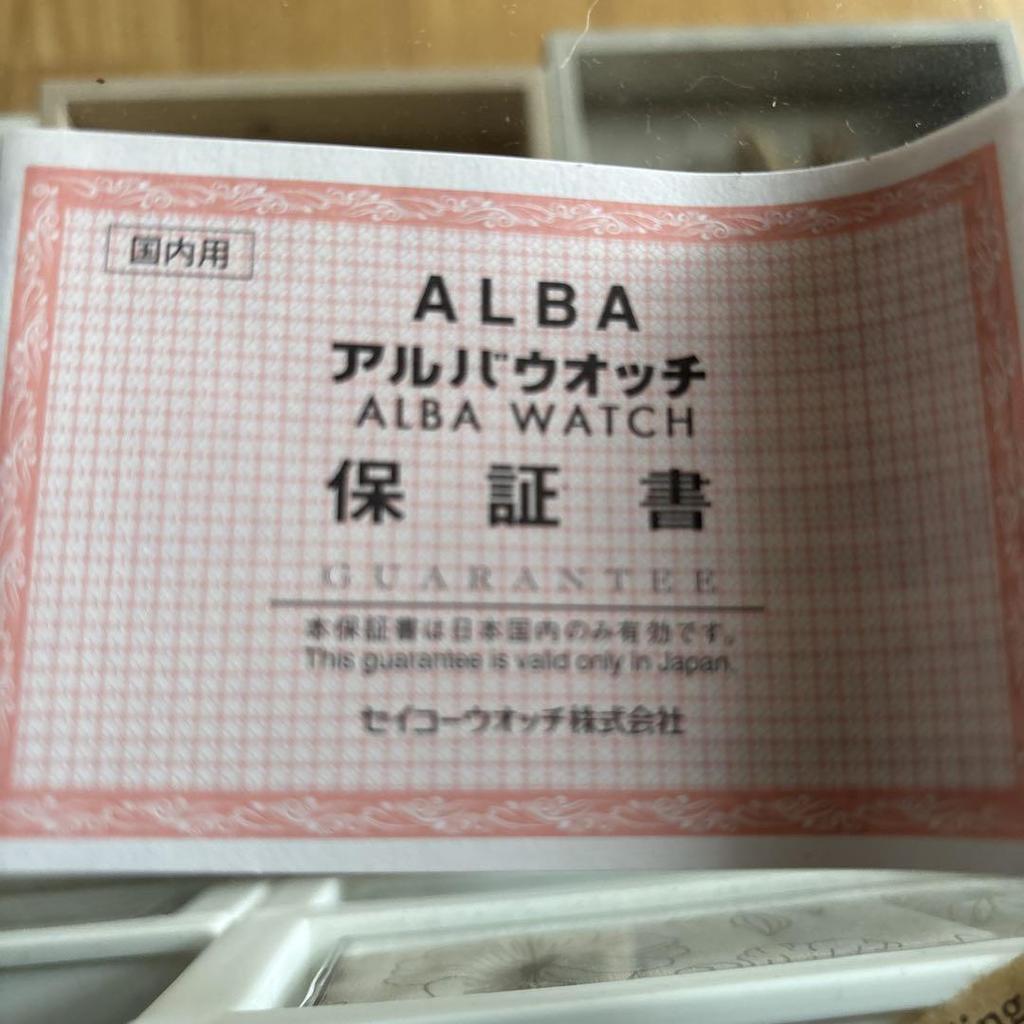 国内用
ALBA
アルバウオッチ
ALBA WATCH
保証書
GUARANTEE
本保証書は日本国内のみ有効です。
This guarantee is valid only in Japan.
セイコーウオッチ株式会社